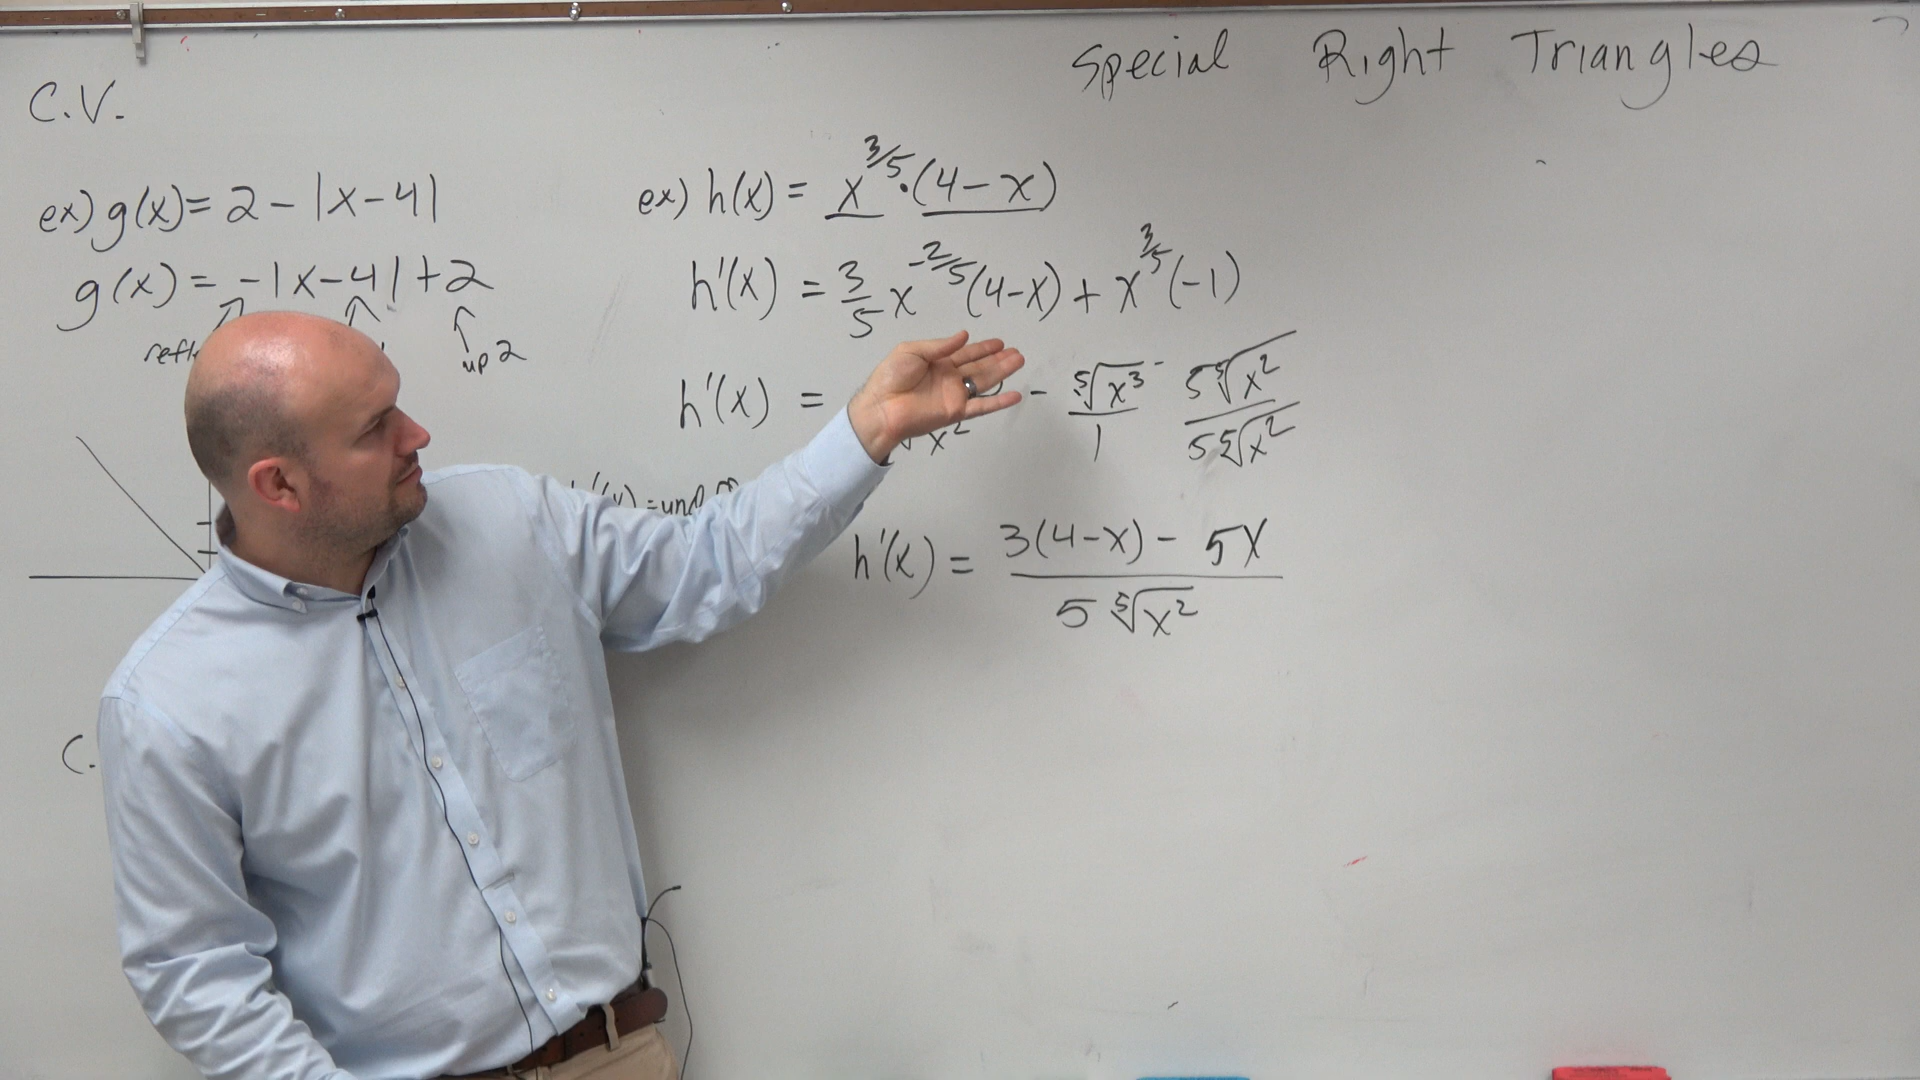 Special Right Triangles
C.V.
ex) g(x) = 2 - |x-4|
g(x) = -|x-4| + 2
up 2
ex) h(x) = x^3/5 · (4-x)
h'(x) = 3/5 x^-2/5 (4-x) + x^3/5 (-1)
h'(x) = - ⁵√x³ / 1 · 5⁵√x² / 5⁵√x²
h'(x) = 3(4-x) - 5x / 5 ⁵√x²